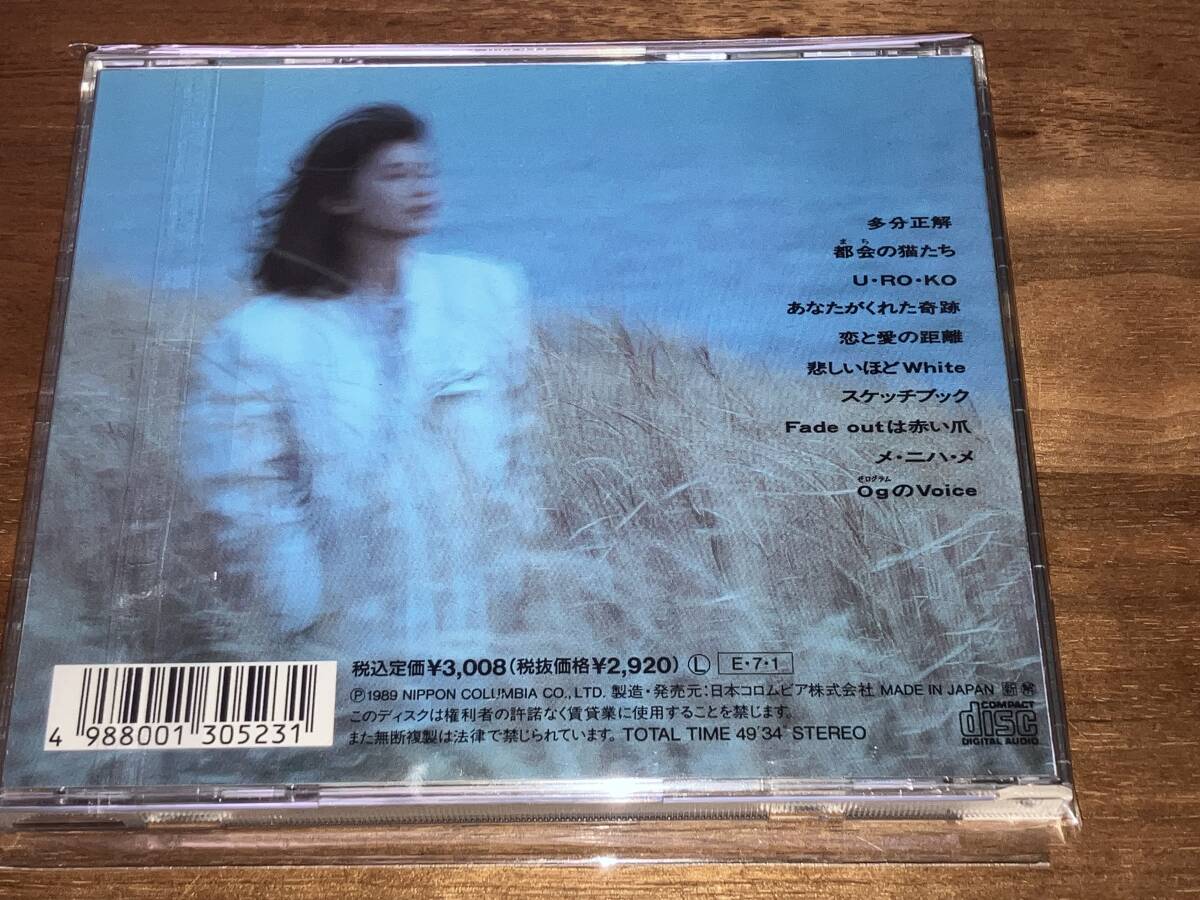 多分正解
まち
都会の猫たち
U・RO・KO
あなたがくれた奇跡
恋と愛の距離
悲しいほどWhite
スケッチブック
Fade outは赤い爪
メ・ニハ・メ
ゼログラム
OgのVoice
税込定価¥3,008(税抜価格¥2,920) Ⓛ E・7・1
Ⓟ1989 NIPPON COLUMBIA CO., LTD. 製造・発売元:日本コロムビア株式会社 MADE IN JAPAN
このディスクは権利者の許諾なく賃貸業に使用することを禁じます。
また無断複製は法律で禁じられています。 TOTAL TIME 49'34" STEREO
COMPACT
disc
DIGITAL AUDIO
4 988001 305231